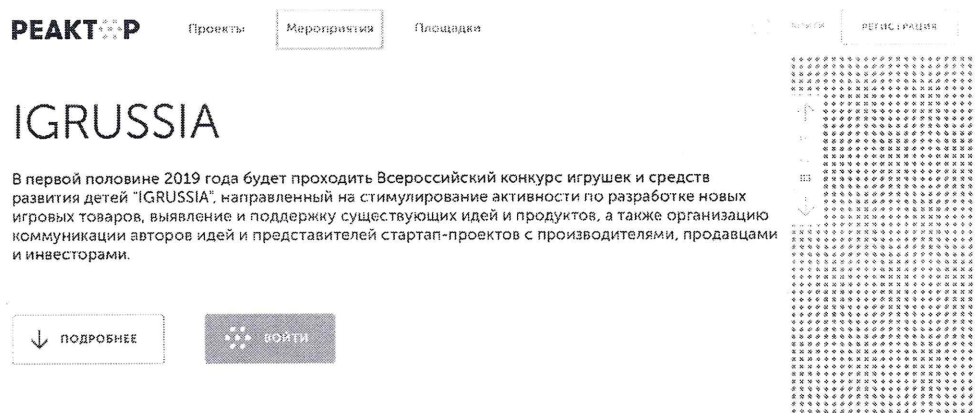 РЕАКТОР Проекты Мероприятия Площадки ВОЙТИ РЕГИСТРАЦИЯ
IGRUSSIA
В первой половине 2019 года будет проходить Всероссийский конкурс игрушек и средств
развития детей "IGRUSSIA", направленный на стимулирование активности по разработке новых
игровых товаров, выявление и поддержку существующих идей и продуктов, а также организацию
коммуникации авторов идей и представителей стартап-проектов с производителями, продавцами
и инвесторами.
ПОДРОБНЕЕ ВОЙТИ